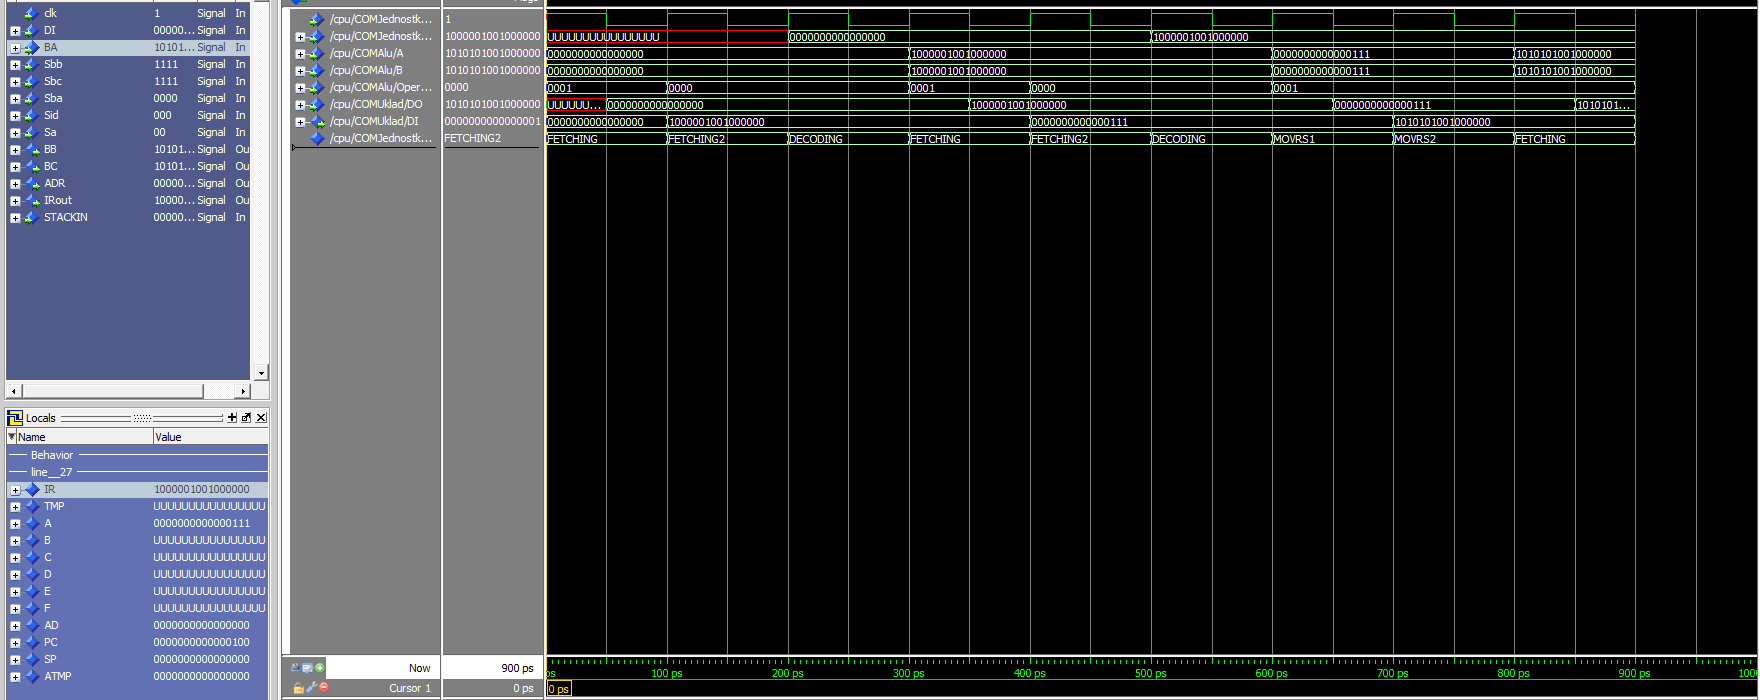 clk 1 Signal In
DI 00000... Signal In
BA 10101... Signal In
Sbb 1111 Signal In
Sbc 1111 Signal In
Sba 0000 Signal In
Sid 000 Signal In
Sa 00 Signal In
BB 10101... Signal Ou
BC 10101... Signal Ou
ADR 00000... Signal Ou
IRout 10000... Signal Ou
STACKIN 00000... Signal In
Locals
Name Value
Behavior
line__27
IR 1000001001000000
TMP UUUUUUUUUUUUUUUU
A 0000000000000111
B UUUUUUUUUUUUUUUU
C UUUUUUUUUUUUUUUU
D UUUUUUUUUUUUUUUU
E UUUUUUUUUUUUUUUU
F UUUUUUUUUUUUUUUU
AD 0000000000000000
PC 0000000000000100
SP 0000000000000000
ATMP 0000000000000000
/cpu/COMJednostk... 1
/cpu/COMJednostk... 1000001001000000 UUUUUUUUUUUUUUUU 0000000000000000 1000001001000000
/cpu/COMAlu/A 1010101001000000 0000000000000000 1000001001000000 0000000000000111 1010101001000000
/cpu/COMAlu/B 1010101001000000 0000000000000000 1000001001000000 0000000000000111 1010101001000000
/cpu/COMAlu/Oper... 0000 0001 0000 0001 0000 0001
/cpu/COMUklad/DO 1010101001000000 UUUUUU... 0000000000000000 1000001001000000 0000000000000111 1010101...
/cpu/COMUklad/DI 0000000000000001 0000000000000000 1000001001000000 0000000000000111 1010101001000000
/cpu/COMJednostk... FETCHING2 FETCHING FETCHING2 DECODING FETCHING FETCHING2 DECODING MOVRS1 MOVRS2 FETCHING
Now 900 ps
ps 100 ps 200 ps 300 ps 400 ps 500 ps 600 ps 700 ps 800 ps 900 ps 1000
Cursor 1 0 ps
0 ps